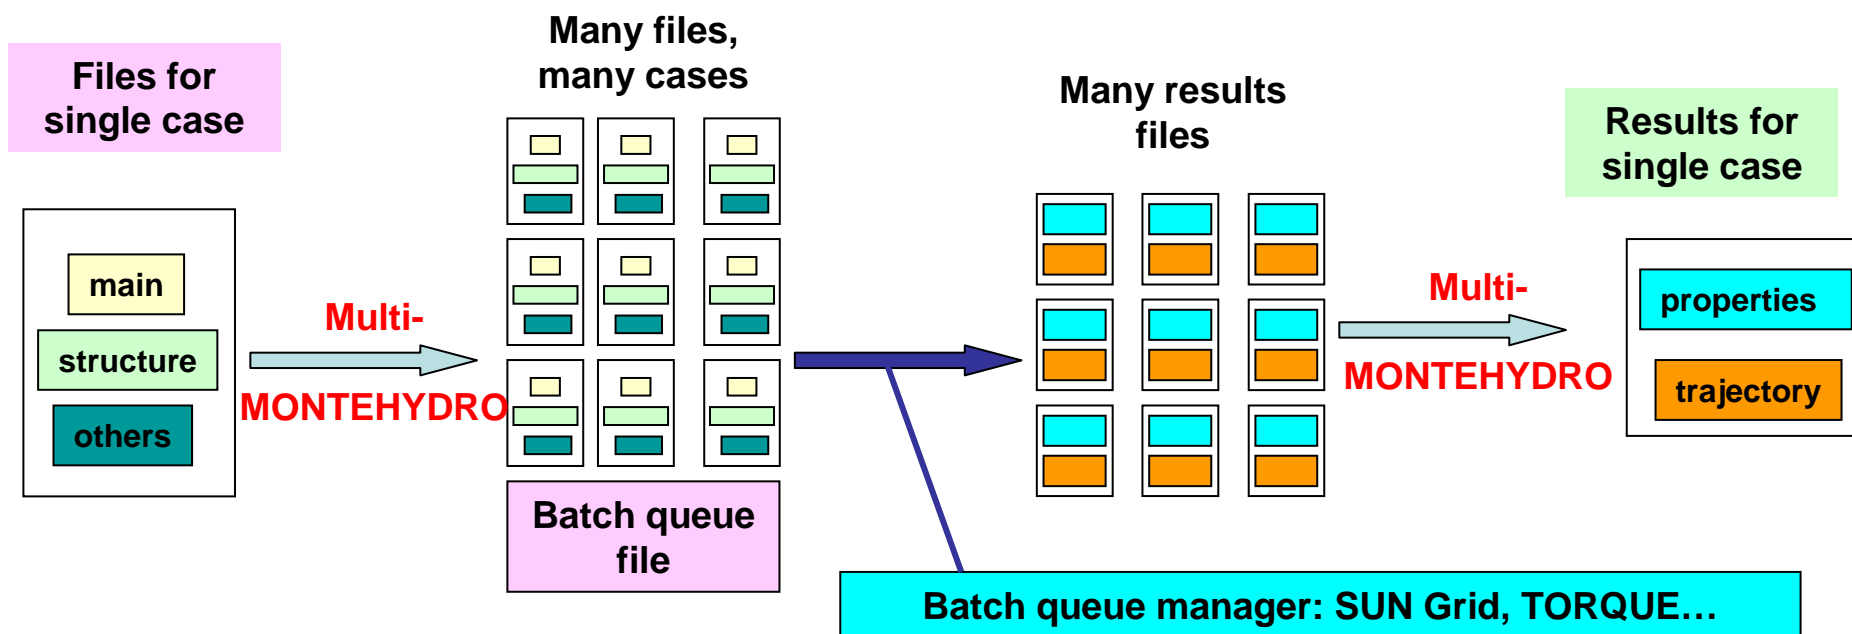 Files for
single case
main
structure
others
Multi-
MONTEHYDRO
Many files,
many cases
Batch queue
file
Many results
files
Multi-
MONTEHYDRO
Results for
single case
properties
trajectory
Batch queue manager: SUN Grid, TORQUE…